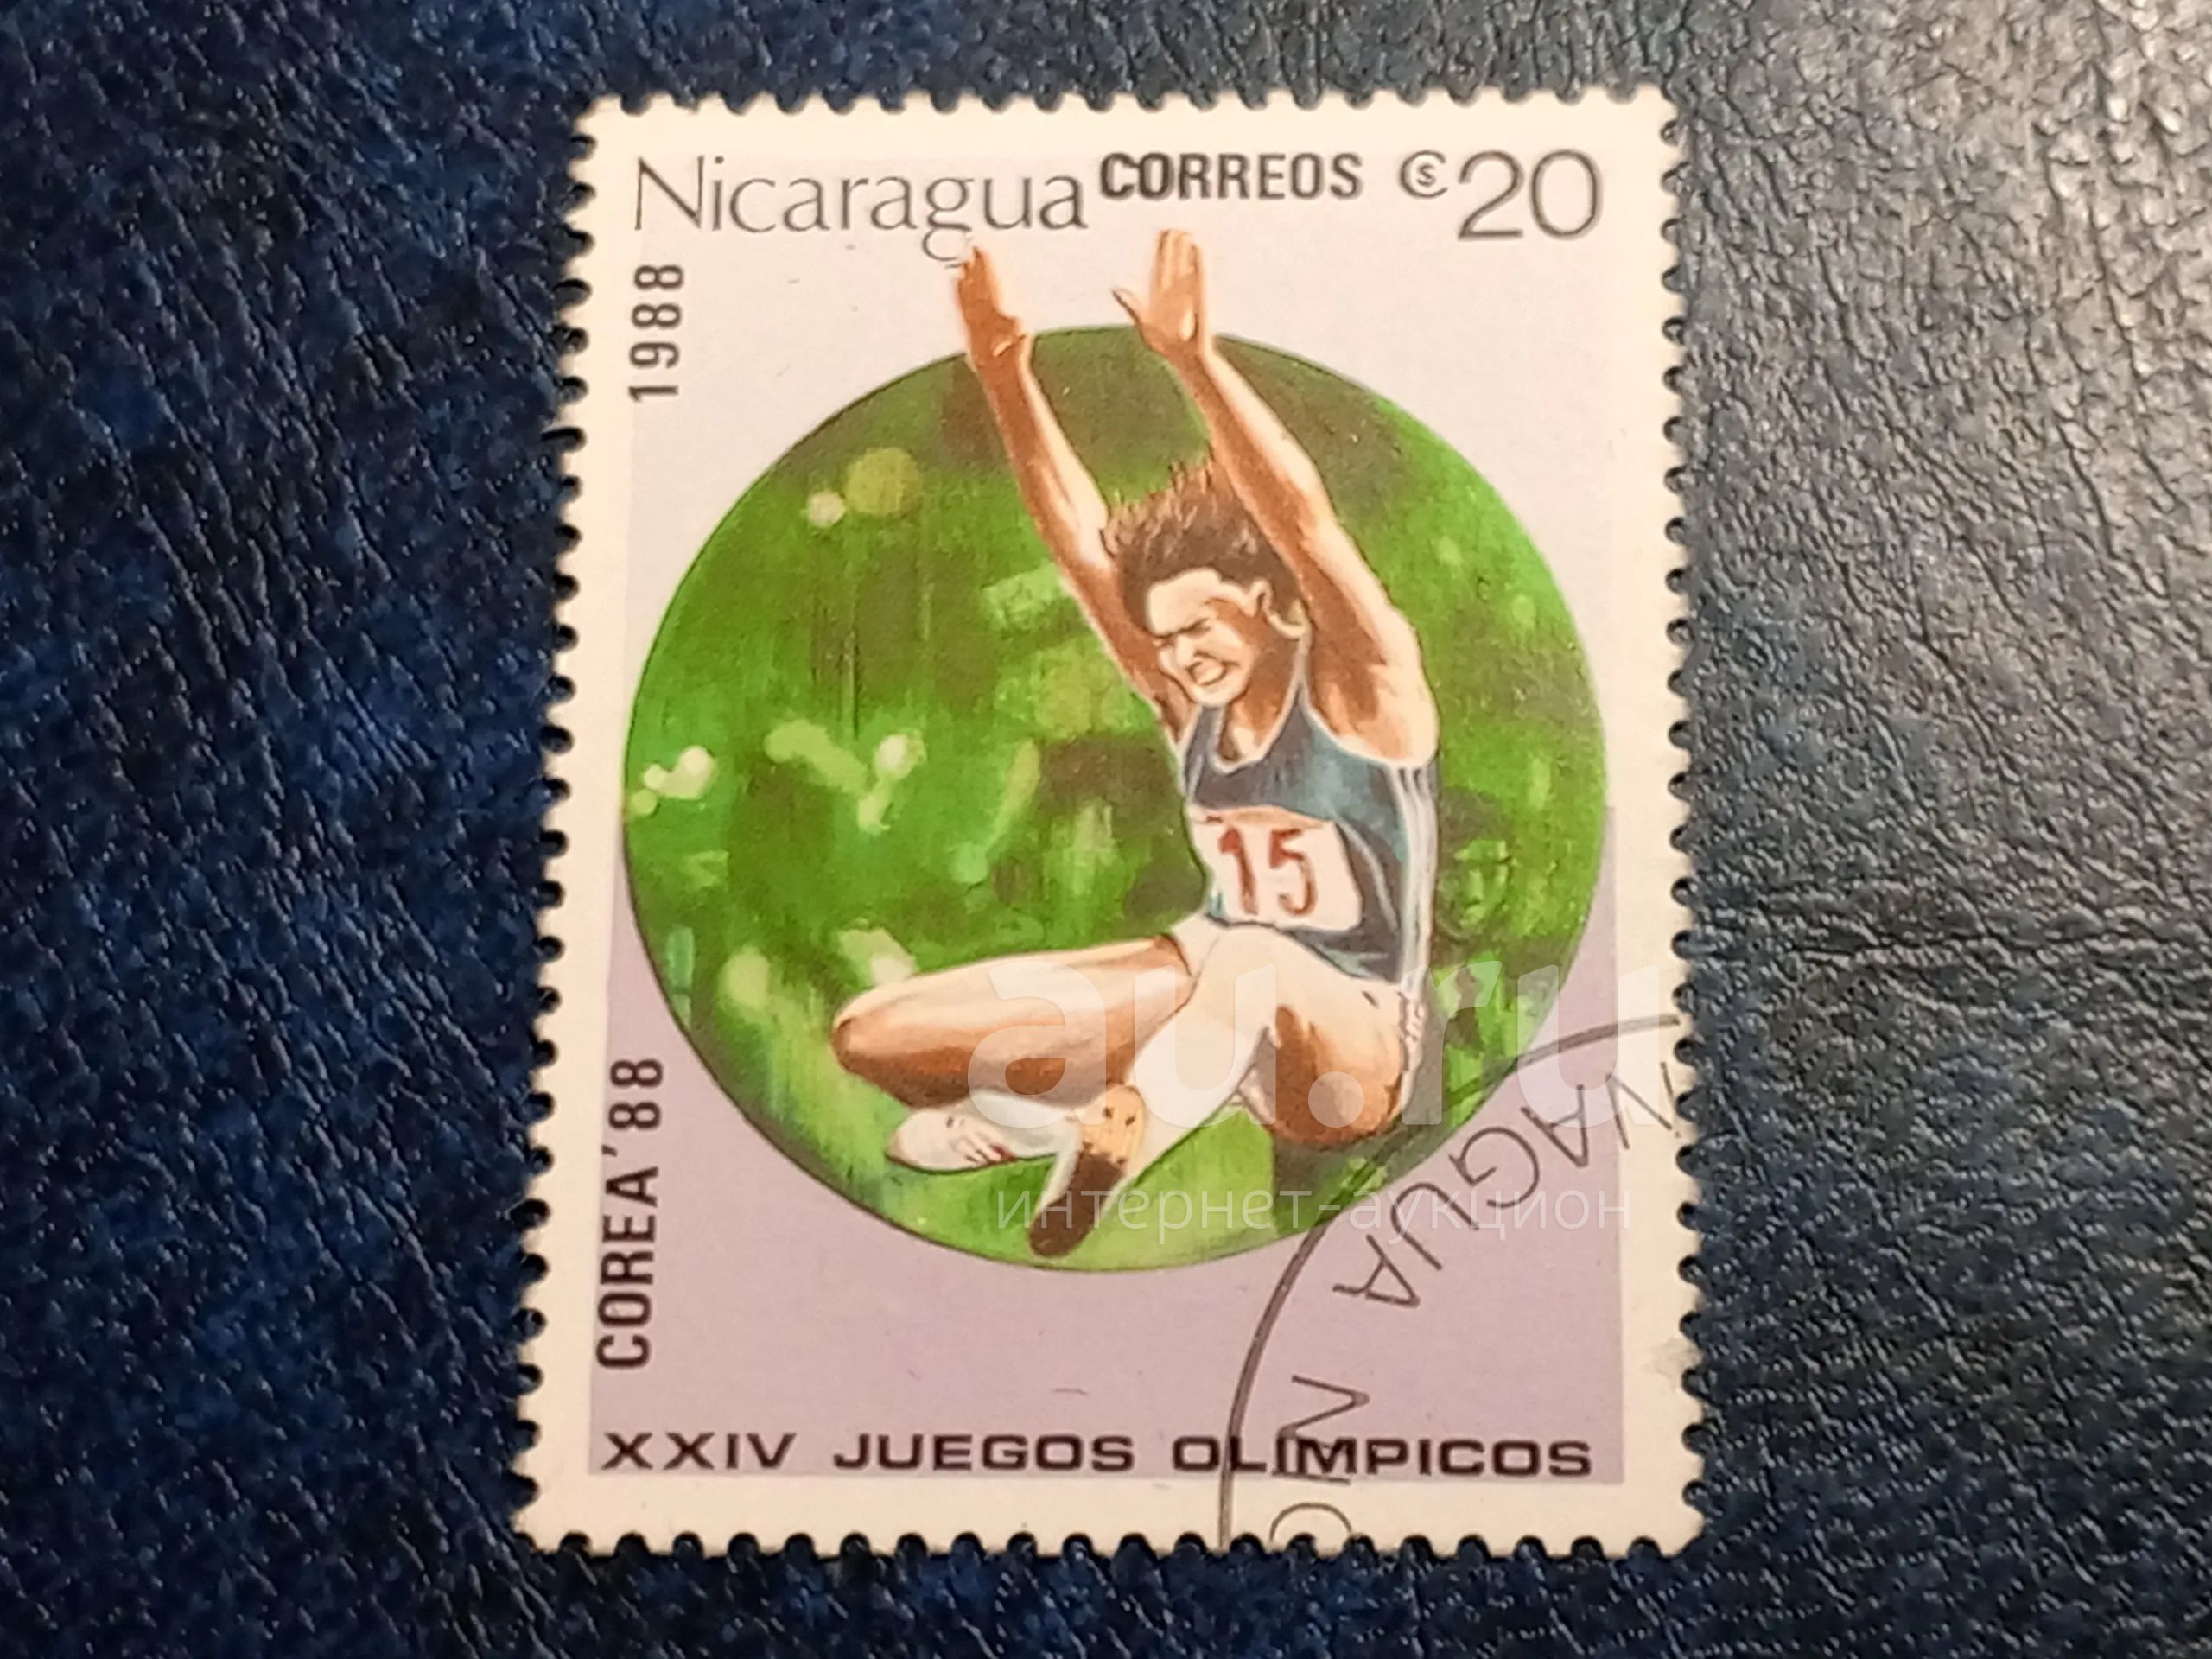 Nicaragua CORREOS C$20
1988
15
COREA'88
XXIV JUEGOS OLIMPICOS
au.ru
интернет-аукцион